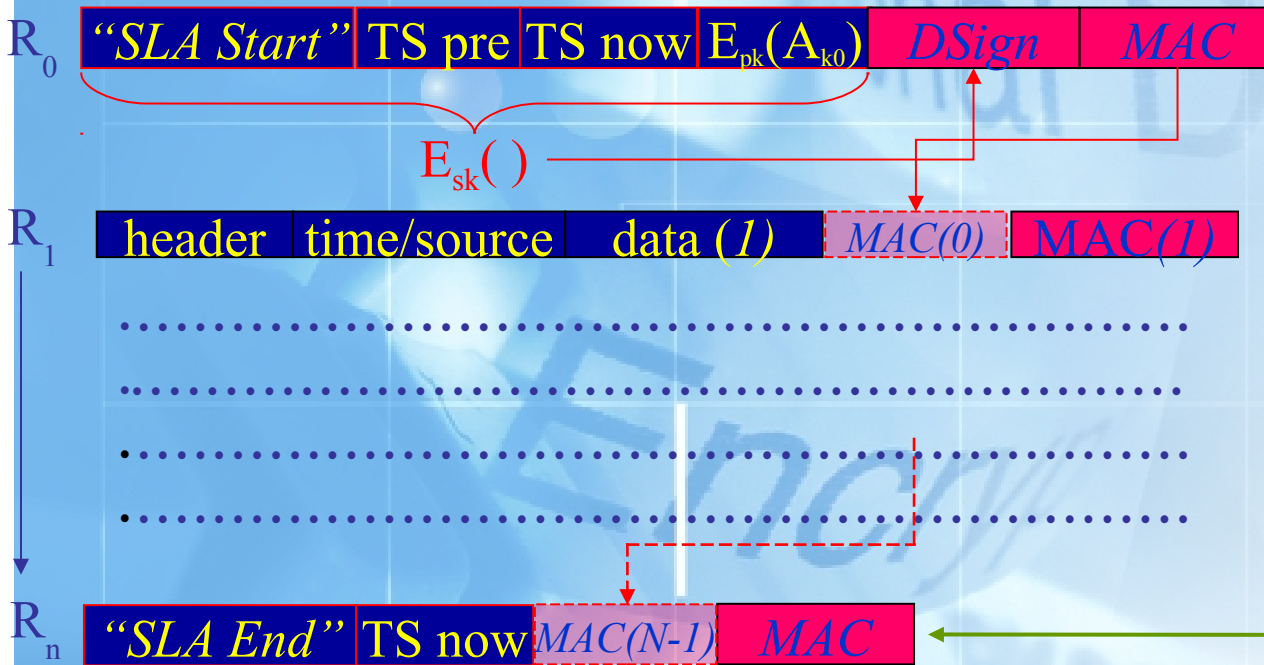 R0 “SLA Start” TS pre TS now Epk(Ak0) DSign MAC
Esk( )
R1 header time/source data (1) MAC(0) MAC(1)
Encry
Rn “SLA End” TS now MAC(N-1) MAC